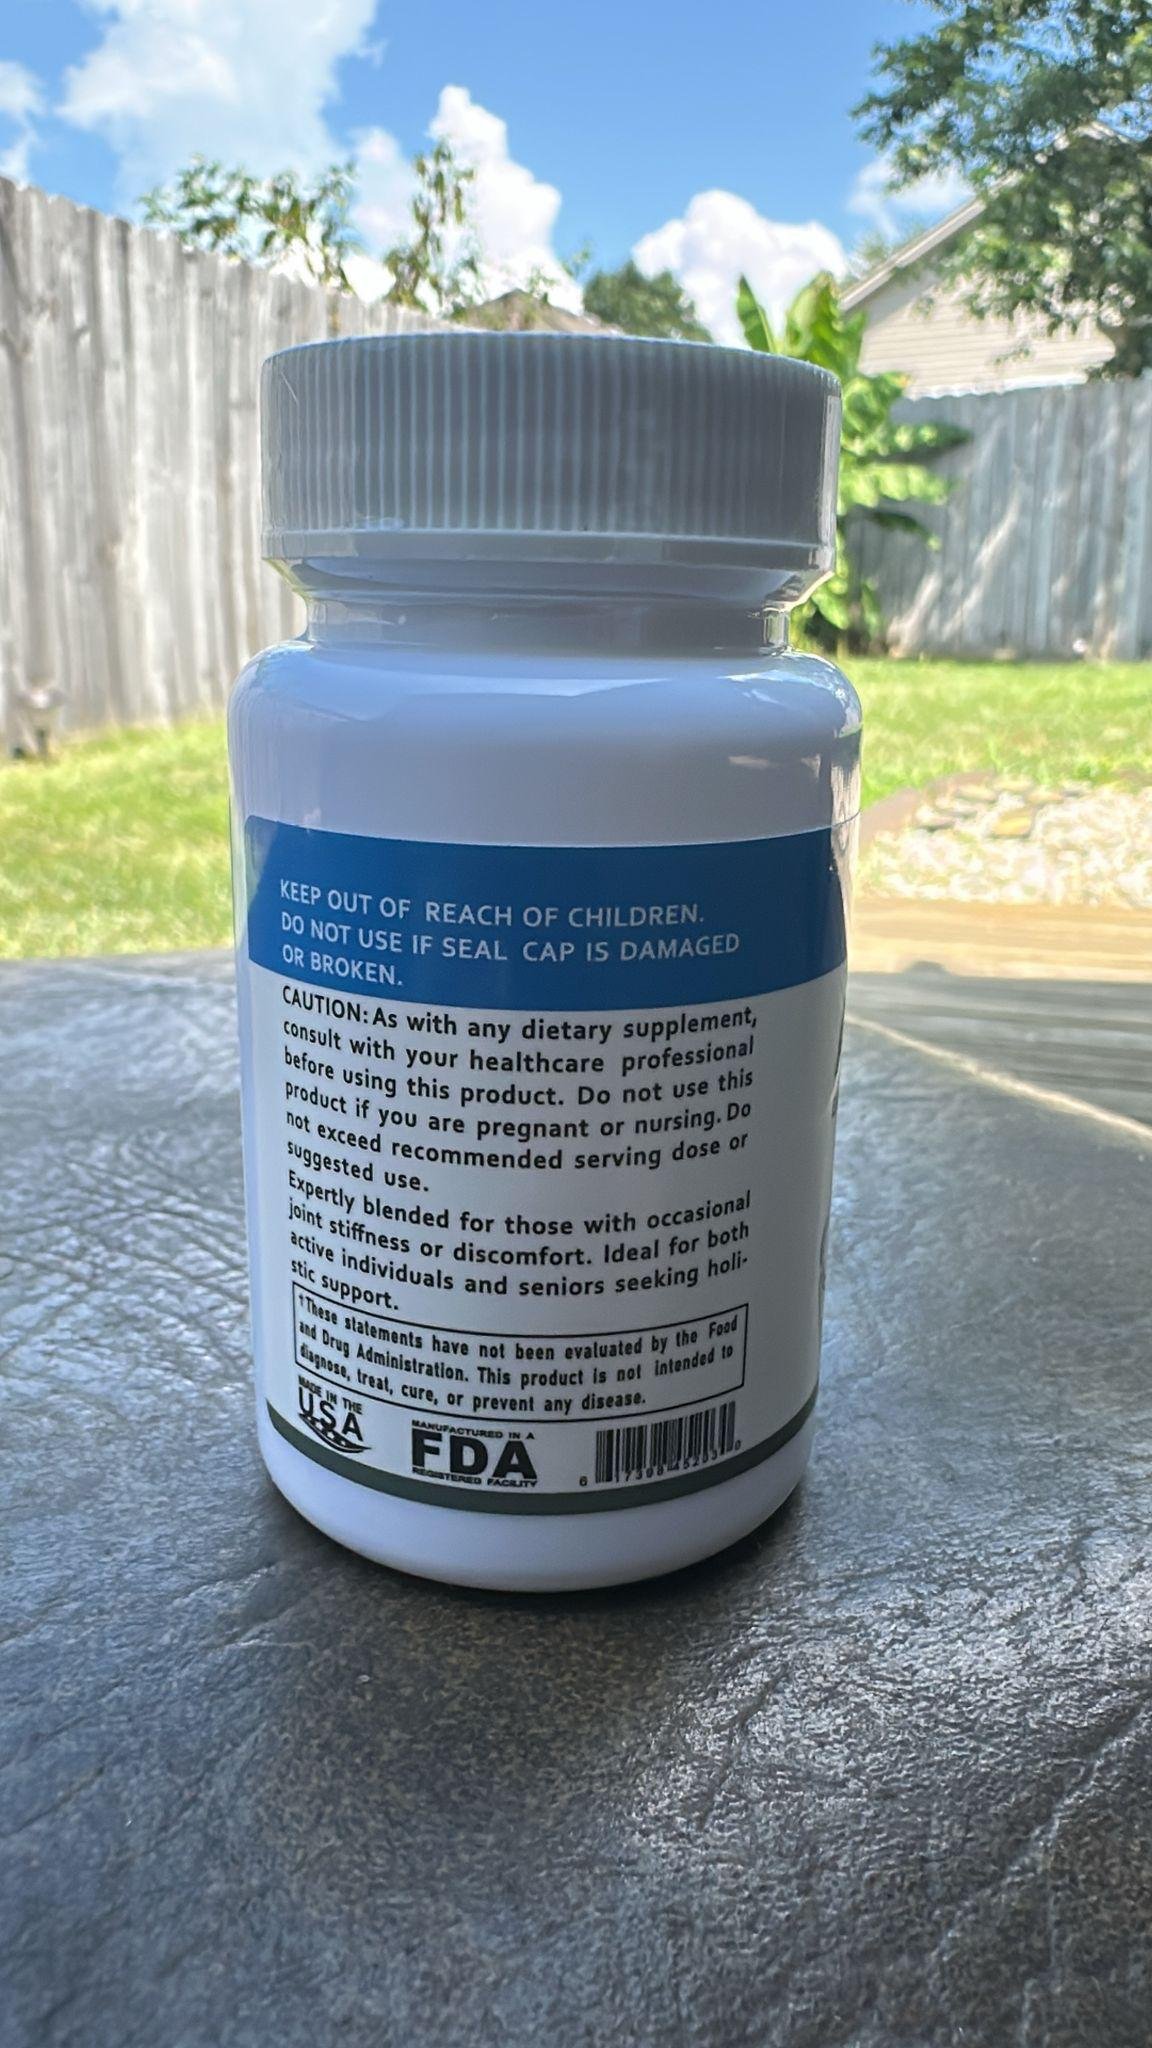 KEEP OUT OF REACH OF CHILDREN.
DO NOT USE IF SEAL CAP IS DAMAGED
OR BROKEN.
CAUTION: As with any dietary supplement,
consult with your healthcare professional
before using this product. Do not use this
product if you are pregnant or nursing. Do
not exceed recommended serving dose or
suggested use.
Expertly blended for those with occasional
joint stiffness or discomfort. Ideal for both
active individuals and seniors seeking holi-
stic support.
†These statements have not been evaluated by the Food
and Drug Administration. This product is not intended to
diagnose, treat, cure, or prevent any disease.
MADE IN THE
USA
MANUFACTURED IN A
FDA
REGISTERED FACILITY